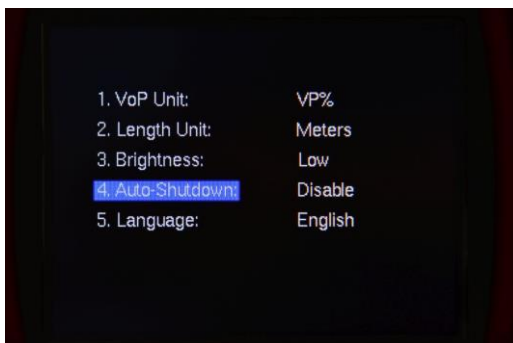 1. VoP Unit: VP%
2. Length Unit: Meters
3. Brightness: Low
4. Auto-Shutdown: Disable
5. Language: English